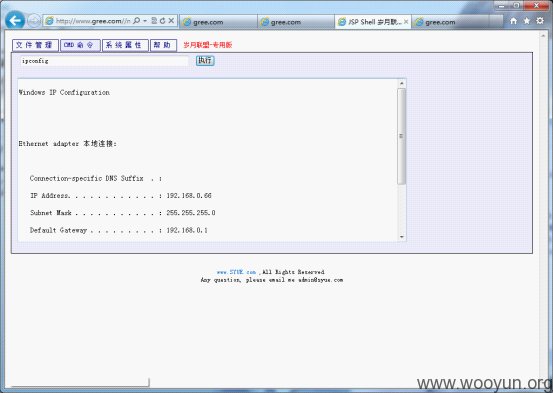 http://www.gree.com//n
gree.com
gree.com
JSP Shell 岁月联...
gree.com
文件管理 CMD命令 系统属性 帮助 岁月联盟-专用版
ipconfig 执行
Windows IP Configuration
Ethernet adapter 本地连接:
Connection-specific DNS Suffix . :
IP Address. . . . . . . . . . . . : 192.168.0.66
Subnet Mask . . . . . . . . . . . : 255.255.255.0
Default Gateway . . . . . . . . . : 192.168.0.1
www.SYUE.com ,All Rights Reserved
Any question, please email me admin@syue.com
www.wooyun.org